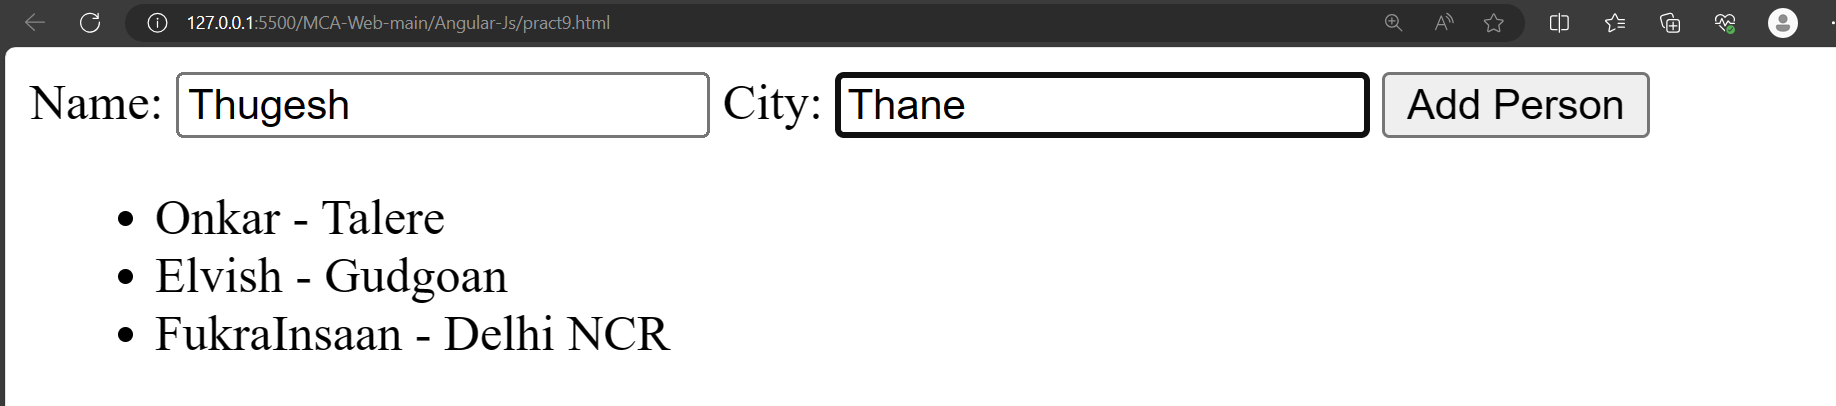 127.0.0.1:5500/MCA-Web-main/Angular-Js/pract9.html
Name: Thugesh City: Thane Add Person
• Onkar - Talere
• Elvish - Gudgoan
• FukraInsaan - Delhi NCR